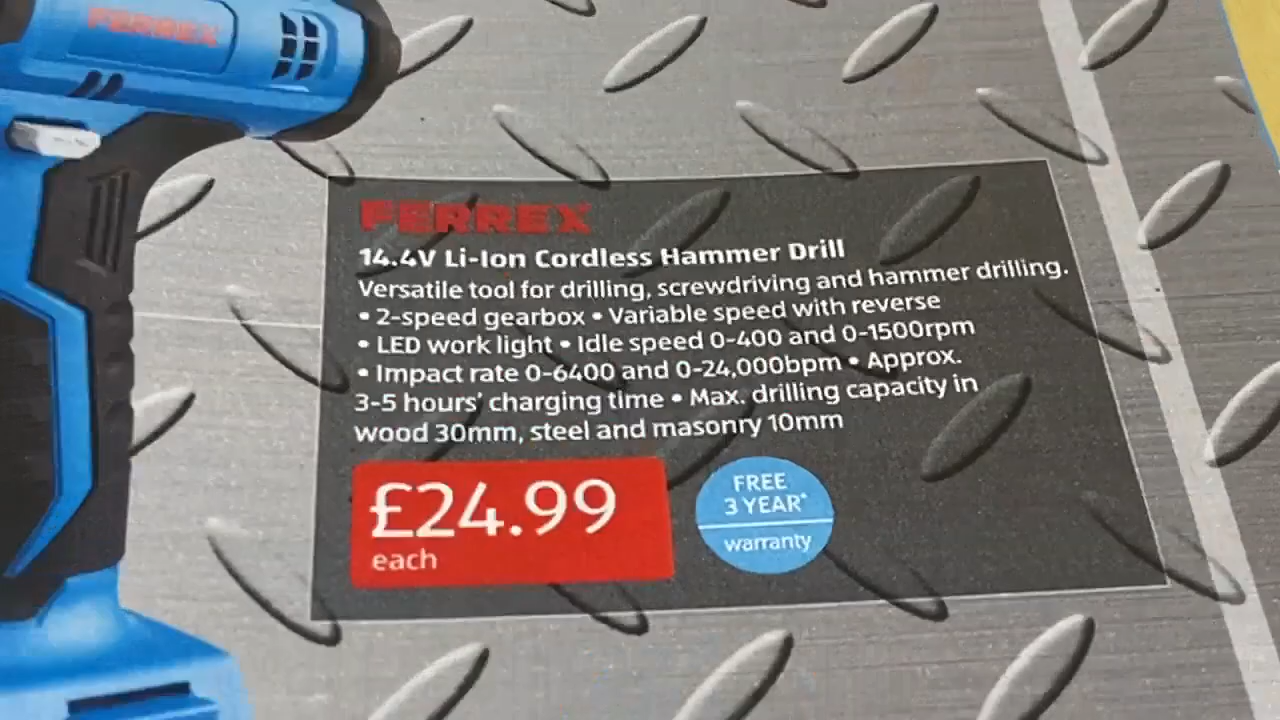 FERREX
FERREX
14.4V Li-Ion Cordless Hammer Drill
Versatile tool for drilling, screwdriving and hammer drilling.
• 2-speed gearbox • Variable speed with reverse
• LED work light • Idle speed 0-400 and 0-1500rpm
• Impact rate 0-6400 and 0-24,000bpm • Approx.
3-5 hours' charging time • Max. drilling capacity in
wood 30mm, steel and masonry 10mm
£24.99
each
FREE
3 YEAR*
warranty